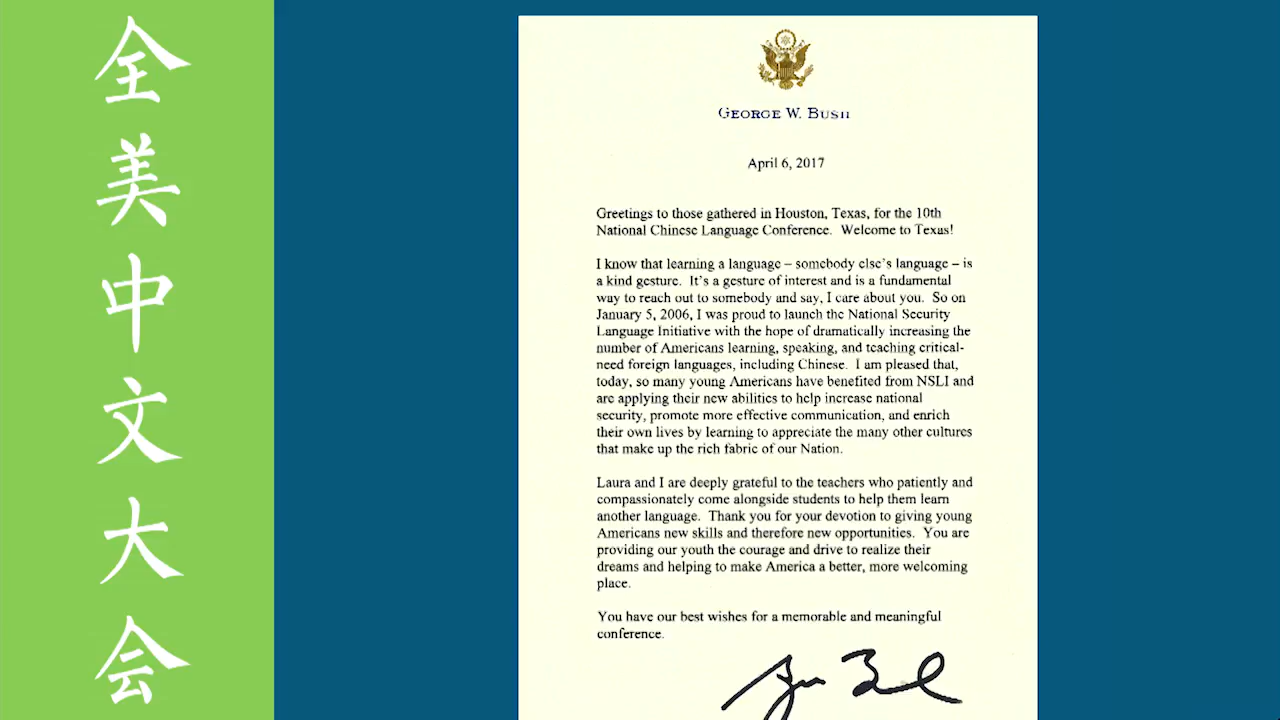 全美中文大会
GEORGE W. BUSH
April 6, 2017
Greetings to those gathered in Houston, Texas, for the 10th
National Chinese Language Conference. Welcome to Texas!
I know that learning a language – somebody else's language – is
a kind gesture. It's a gesture of interest and is a fundamental
way to reach out to somebody and say, I care about you. So on
January 5, 2006, I was proud to launch the National Security
Language Initiative with the hope of dramatically increasing the
number of Americans learning, speaking, and teaching critical-
need foreign languages, including Chinese. I am pleased that,
today, so many young Americans have benefited from NSLI and
are applying their new abilities to help increase national
security, promote more effective communication, and enrich
their own lives by learning to appreciate the many other cultures
that make up the rich fabric of our Nation.
Laura and I are deeply grateful to the teachers who patiently and
compassionately come alongside students to help them learn
another language. Thank you for your devotion to giving young
Americans new skills and therefore new opportunities. You are
providing our youth the courage and drive to realize their
dreams and helping to make America a better, more welcoming
place.
You have our best wishes for a memorable and meaningful
conference.